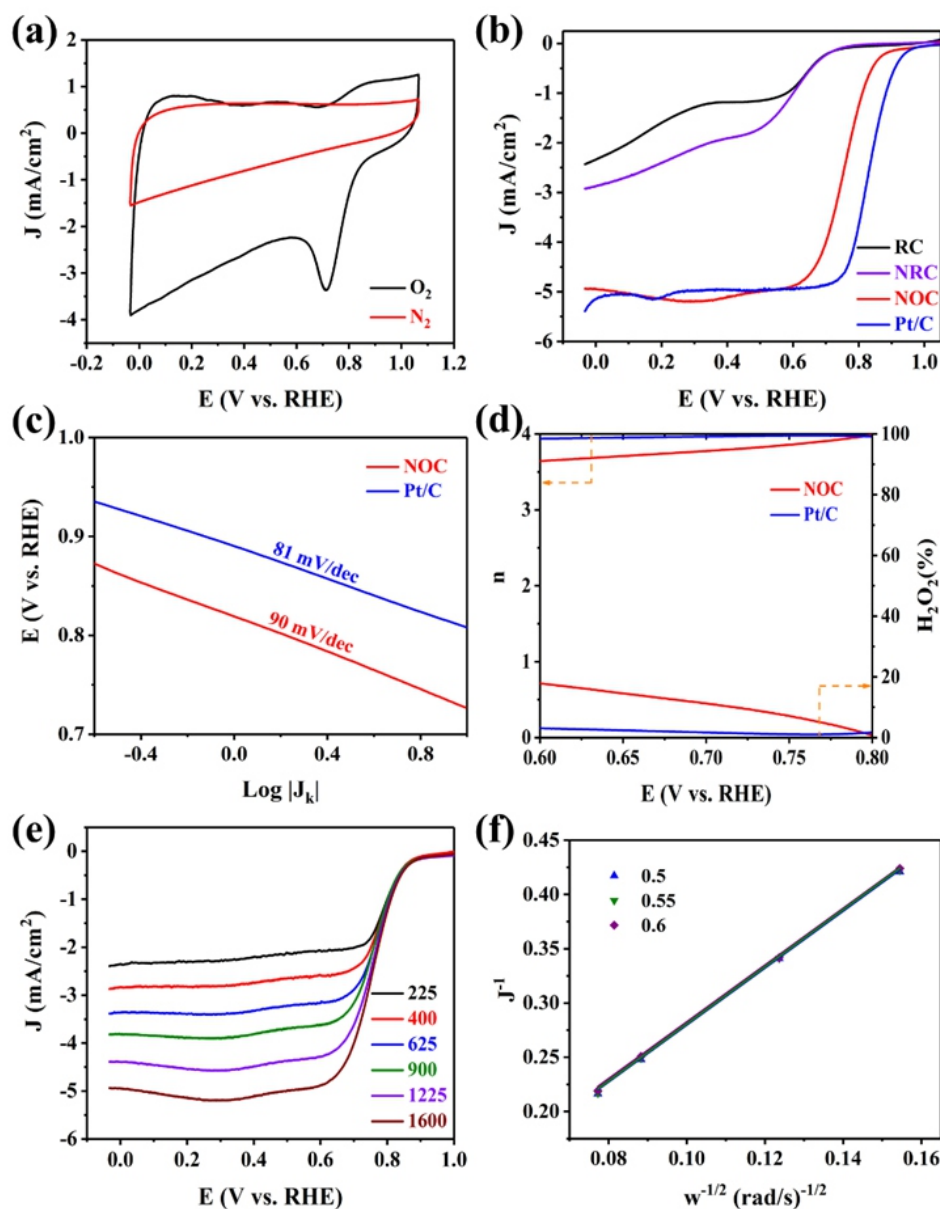 (a)
2
1
0
-1
-2
-3
-4
J (mA/cm²)
O₂
N₂
-0.2 0.0 0.2 0.4 0.6 0.8 1.0 1.2
E (V vs. RHE)
(b)
0
-1
-2
-3
-4
-5
-6
J (mA/cm²)
RC
NRC
NOC
Pt/C
0.0 0.2 0.4 0.6 0.8 1.0
E (V vs. RHE)
(c)
1.0
0.9
0.8
0.7
E (V vs. RHE)
NOC
Pt/C
81 mV/dec
90 mV/dec
-0.4 0.0 0.4 0.8
Log |Jₖ|
(d)
4
3
2
1
0
n
NOC
Pt/C
100
80
60
40
20
0
H₂O₂(%)
0.60 0.65 0.70 0.75 0.80
E (V vs. RHE)
(e)
0
-1
-2
-3
-4
-5
-6
J (mA/cm²)
225
400
625
900
1225
1600
0.0 0.2 0.4 0.6 0.8 1.0
E (V vs. RHE)
(f)
0.45
0.40
0.35
0.30
0.25
0.20
J⁻¹
0.5
0.55
0.6
0.08 0.10 0.12 0.14 0.16
w⁻¹/² (rad/s)⁻¹/²